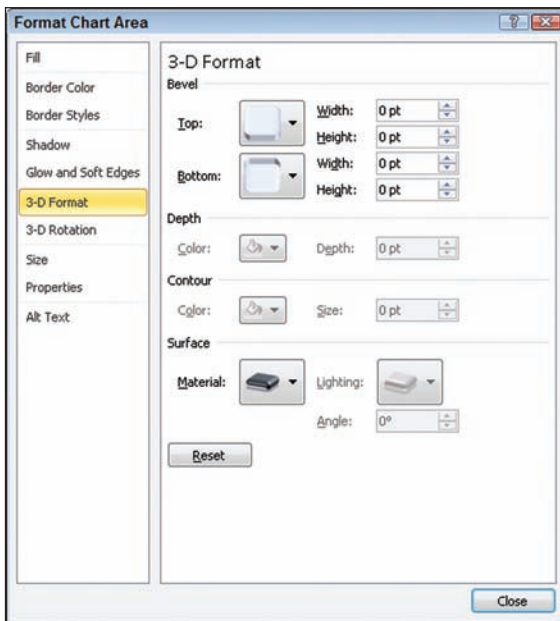 Format Chart Area
Fill
Border Color
Border Styles
Shadow
Glow and Soft Edges
3-D Format
3-D Rotation
Size
Properties
Alt Text
3-D Format
Bevel
Top:
Width: 0 pt
Height: 0 pt
Bottom:
Width: 0 pt
Height: 0 pt
Depth
Color: Depth: 0 pt
Contour
Color: Size: 0 pt
Surface
Material: Lighting:
Angle: 0°
Reset
Close